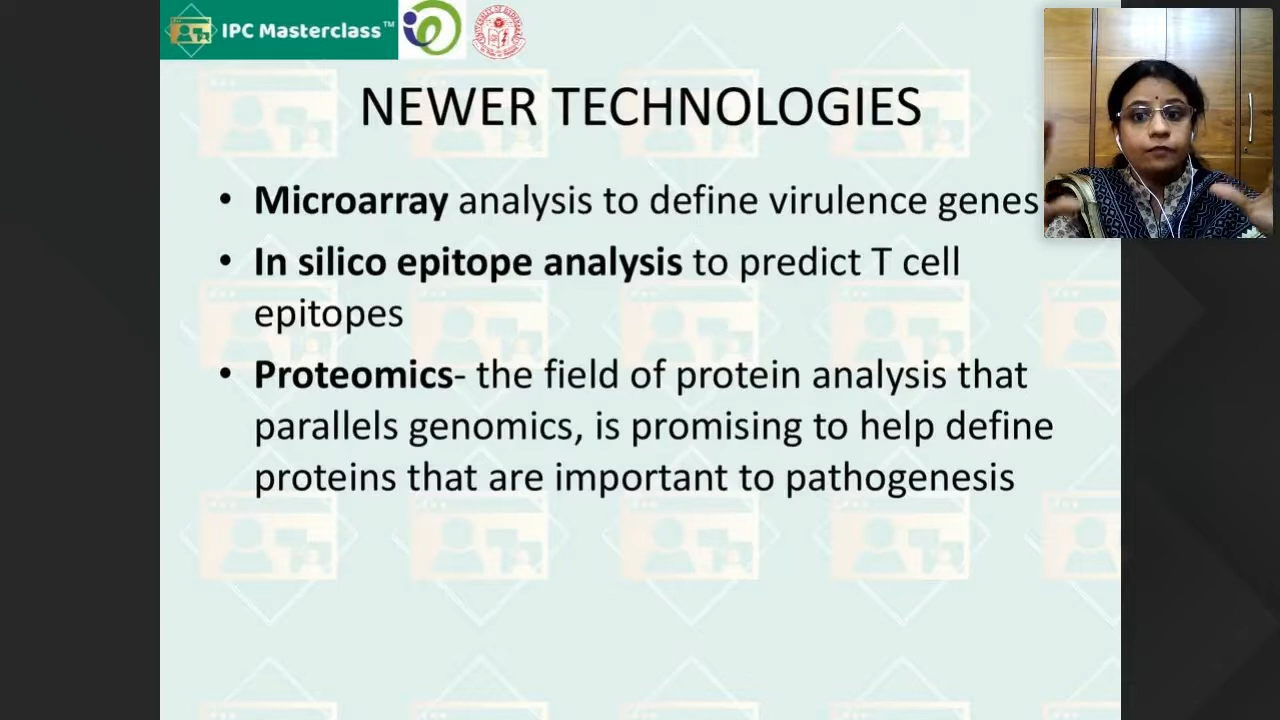 IPC Masterclass™
NEWER TECHNOLOGIES
• Microarray analysis to define virulence genes
• In silico epitope analysis to predict T cell
epitopes
• Proteomics- the field of protein analysis that
parallels genomics, is promising to help define
proteins that are important to pathogenesis